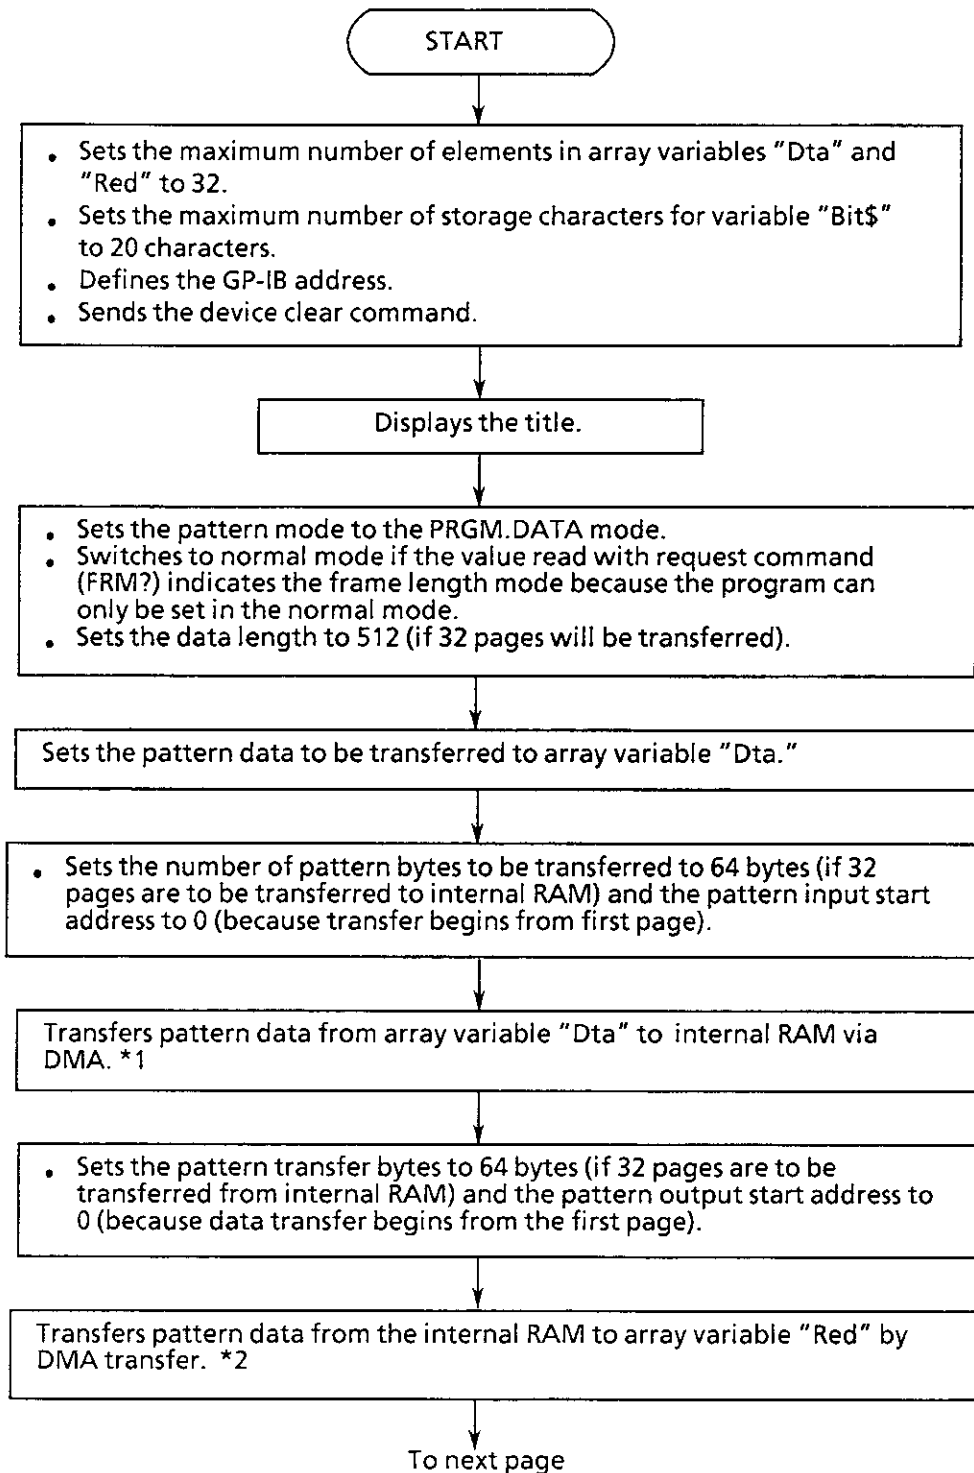 START
• Sets the maximum number of elements in array variables "Dta" and
"Red" to 32.
• Sets the maximum number of storage characters for variable "Bit$"
to 20 characters.
• Defines the GP-IB address.
• Sends the device clear command.
Displays the title.
• Sets the pattern mode to the PRGM.DATA mode.
• Switches to normal mode if the value read with request command
(FRM?) indicates the frame length mode because the program can
only be set in the normal mode.
• Sets the data length to 512 (if 32 pages will be transferred).
Sets the pattern data to be transferred to array variable "Dta."
• Sets the number of pattern bytes to be transferred to 64 bytes (if 32
pages are to be transferred to internal RAM) and the pattern input start
address to 0 (because transfer begins from first page).
Transfers pattern data from array variable "Dta" to internal RAM via
DMA. *1
• Sets the pattern transfer bytes to 64 bytes (if 32 pages are to be
transferred from internal RAM) and the pattern output start address to
0 (because data transfer begins from the first page).
Transfers pattern data from the internal RAM to array variable "Red" by
DMA transfer. *2
To next page